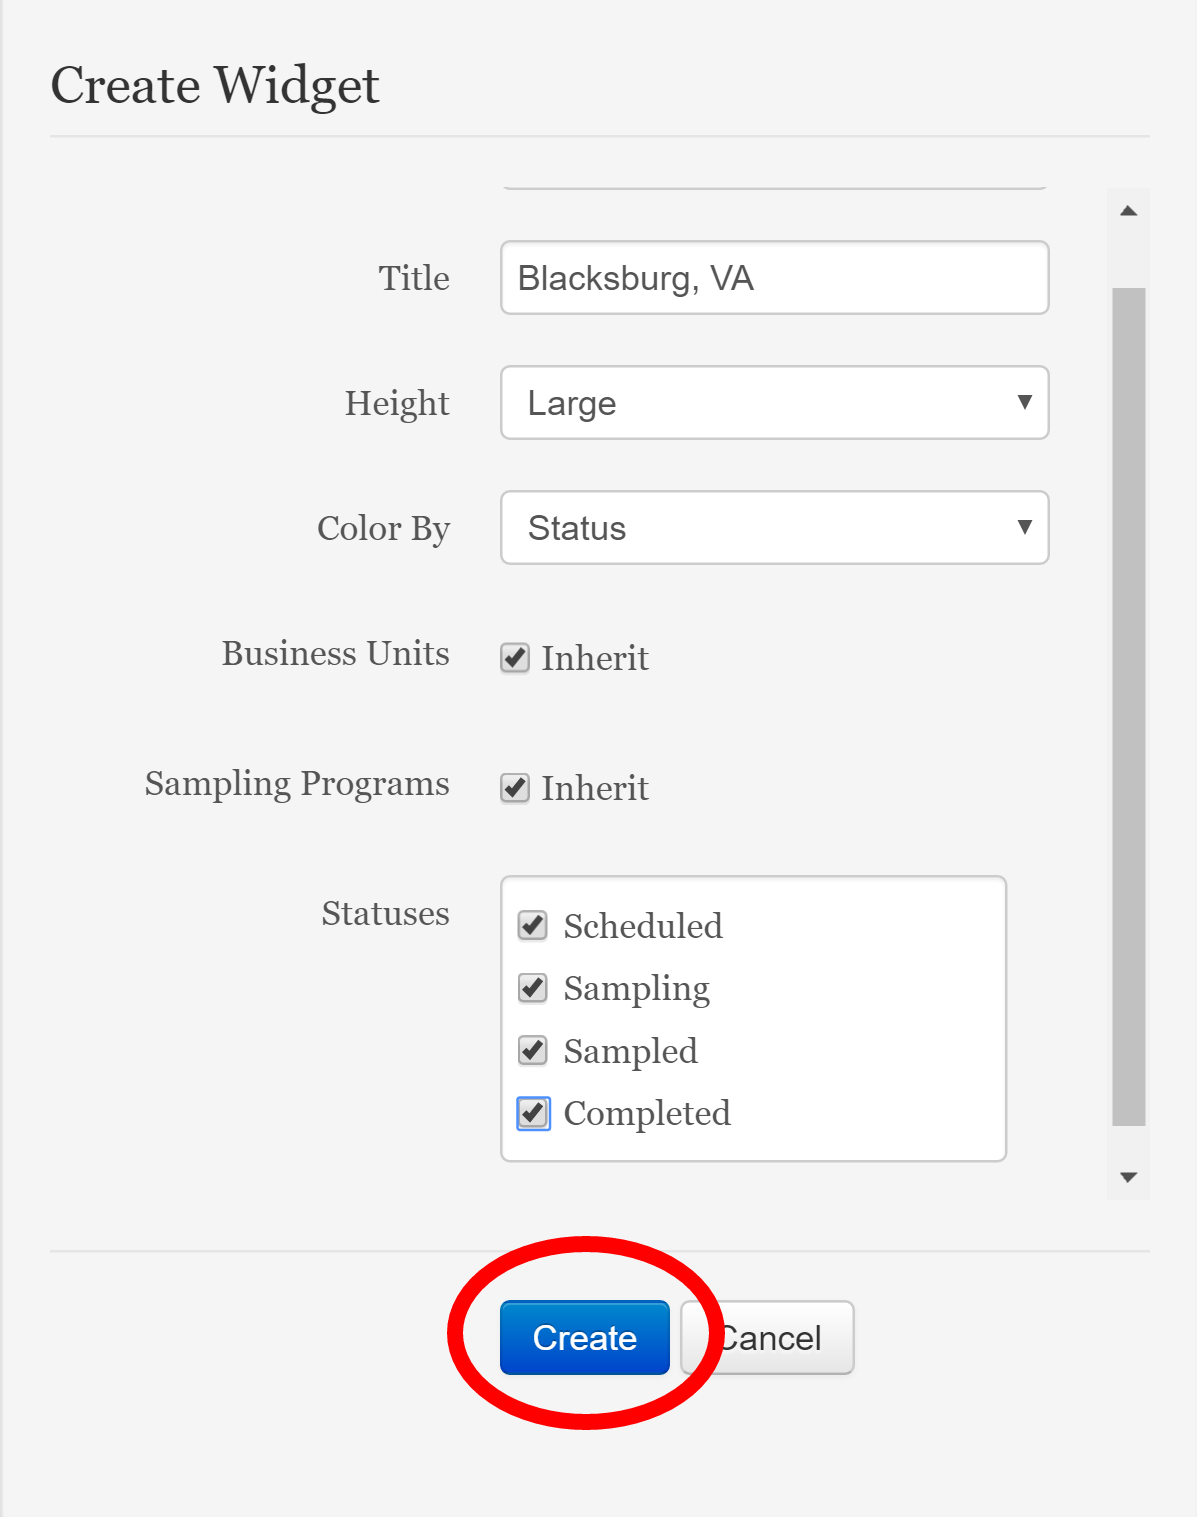 Create Widget
Title
Blacksburg, VA
Height
Large
Color By
Status
Business Units
Inherit
Sampling Programs
Inherit
Statuses
Scheduled
Sampling
Sampled
Completed
Create
Cancel